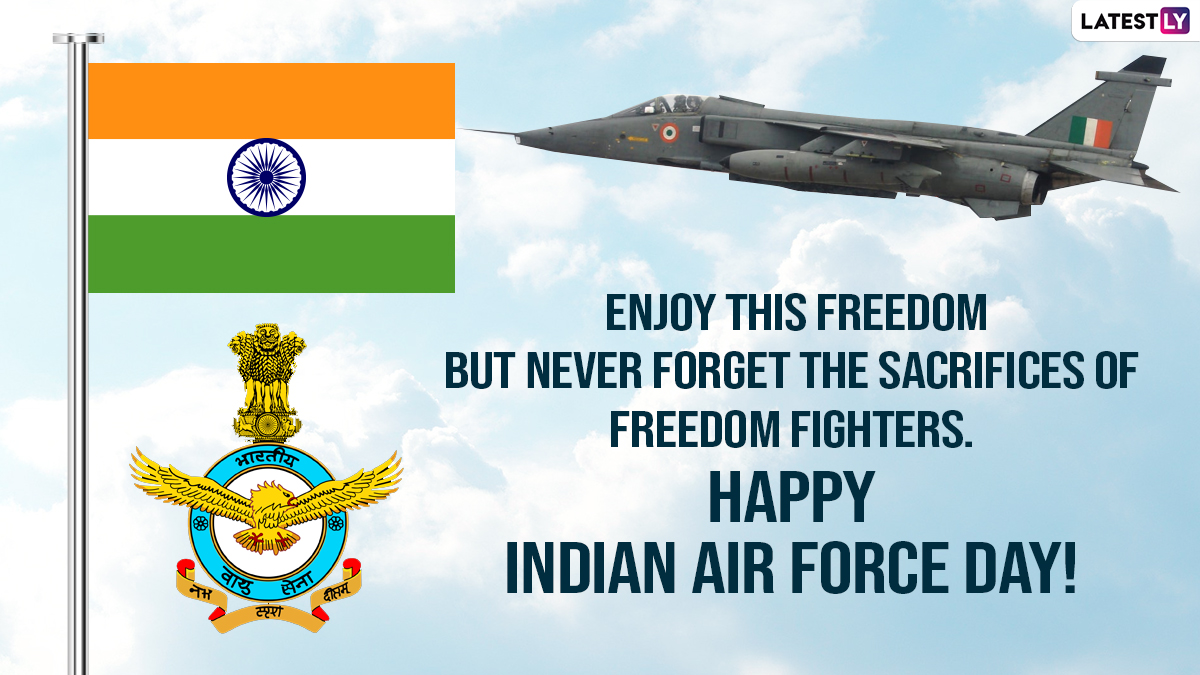 LATESTLY
ENJOY THIS FREEDOM
BUT NEVER FORGET THE SACRIFICES OF
FREEDOM FIGHTERS.
HAPPY
INDIAN AIR FORCE DAY!
भारतीय
वायु सेना
नभ स्पृश दीप्तम्